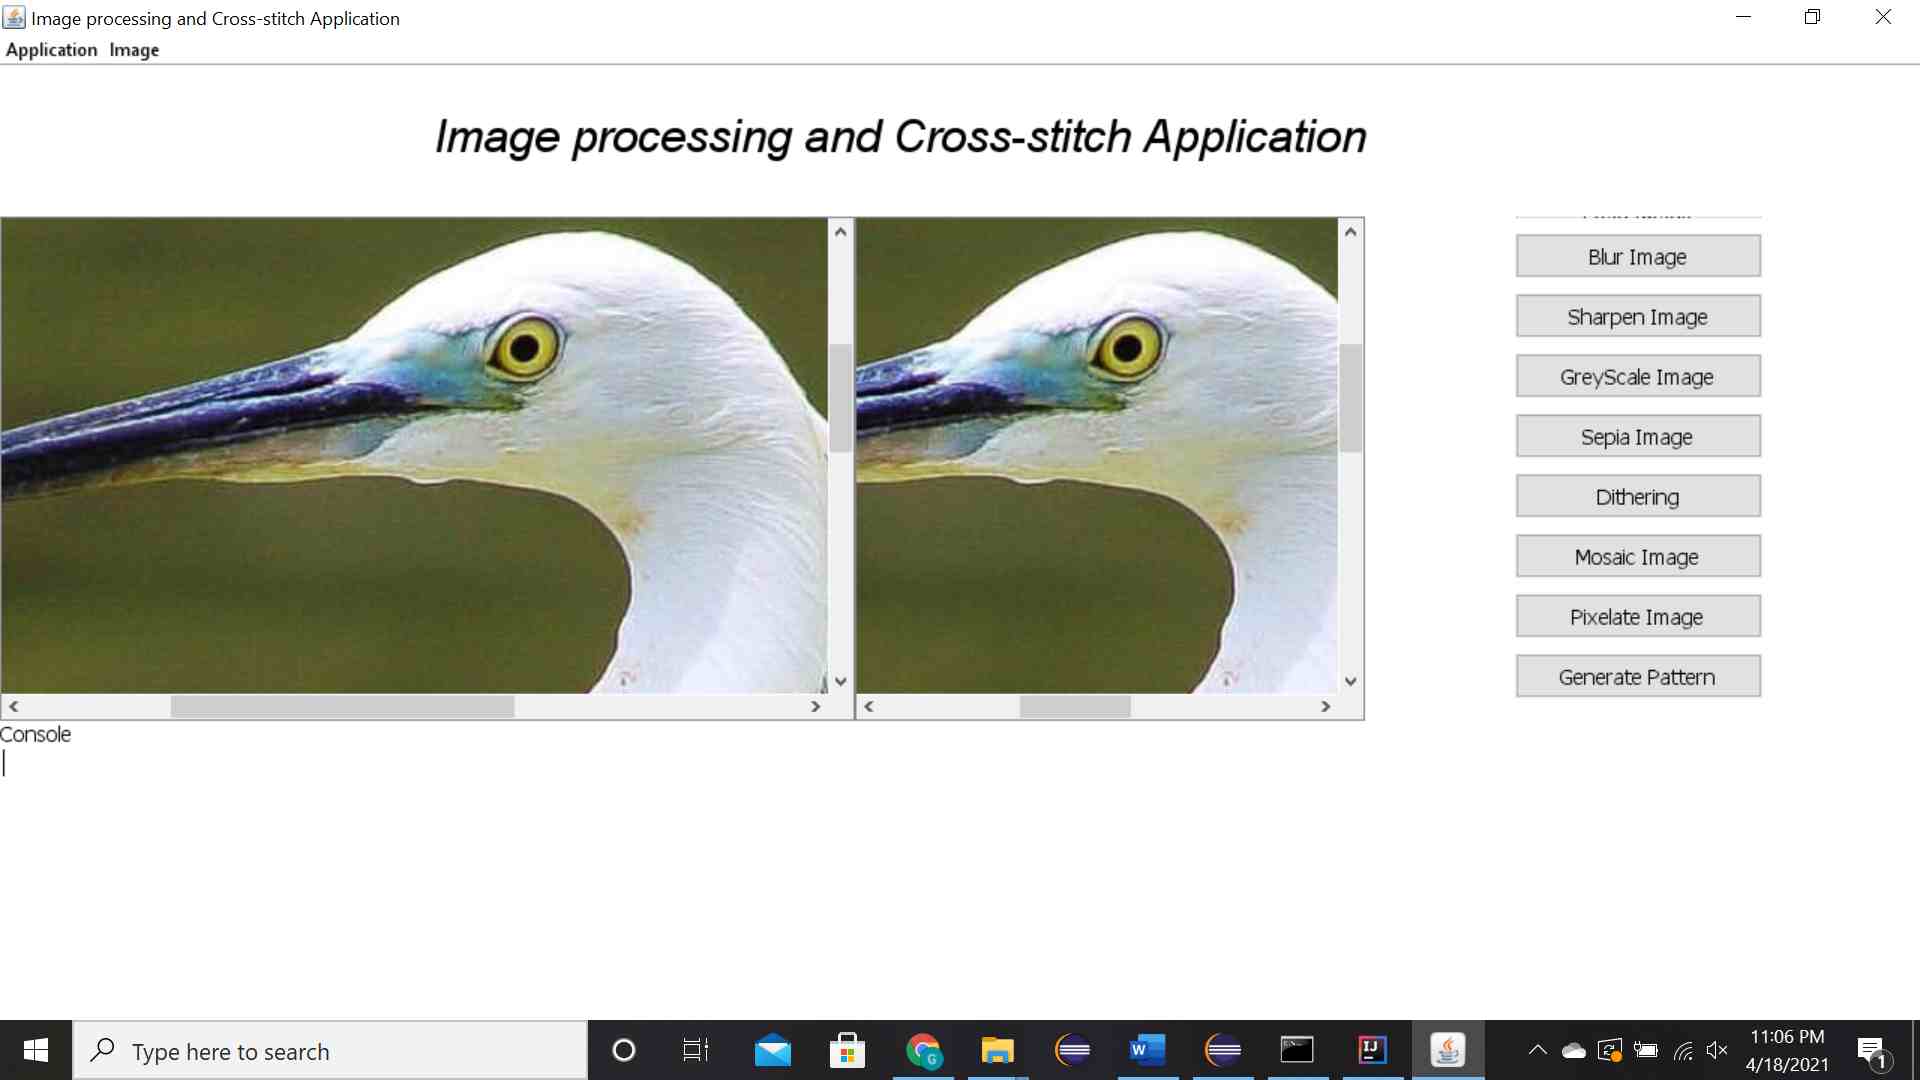 Image processing and Cross-stitch Application
Application Image
Image processing and Cross-stitch Application
Blur Image
Sharpen Image
GreyScale Image
Sepia Image
Dithering
Mosaic Image
Pixelate Image
Generate Pattern
Console
Type here to search
G
W
IJ
11:06 PM
4/18/2021
1